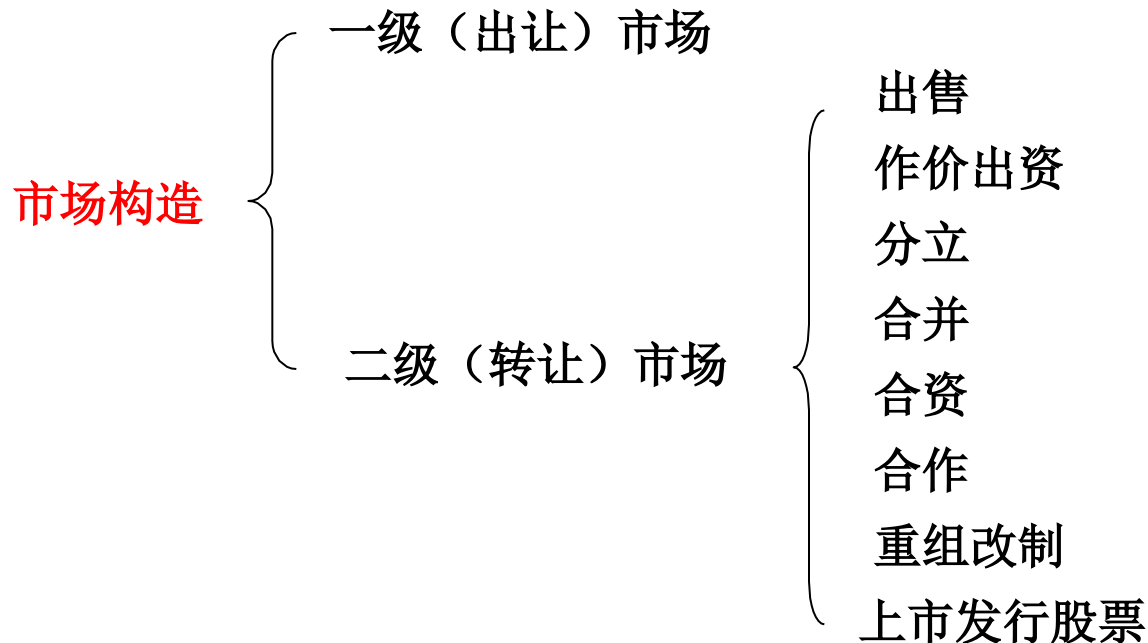 市场构造
一级（出让）市场
二级（转让）市场
出售
作价出资
分立
合并
合资
合作
重组改制
上市发行股票